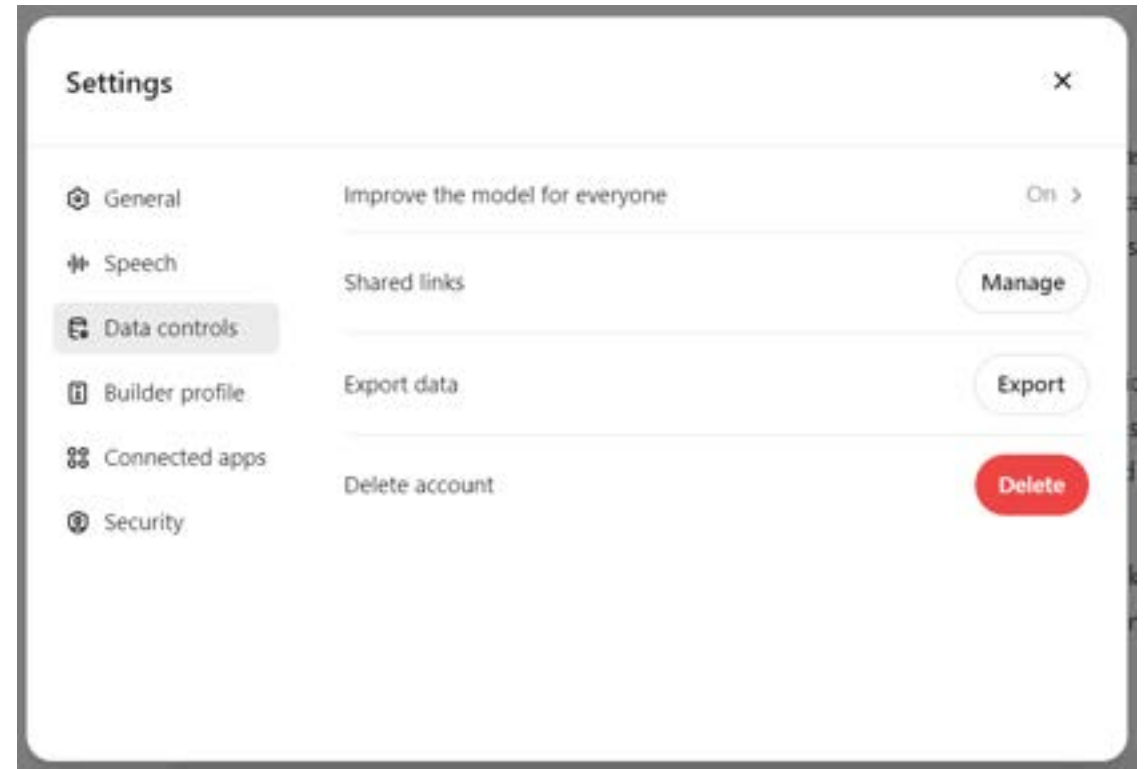 Settings
General
Speech
Data controls
Builder profile
Connected apps
Security
Improve the model for everyone
On
Shared links
Manage
Export data
Export
Delete account
Delete